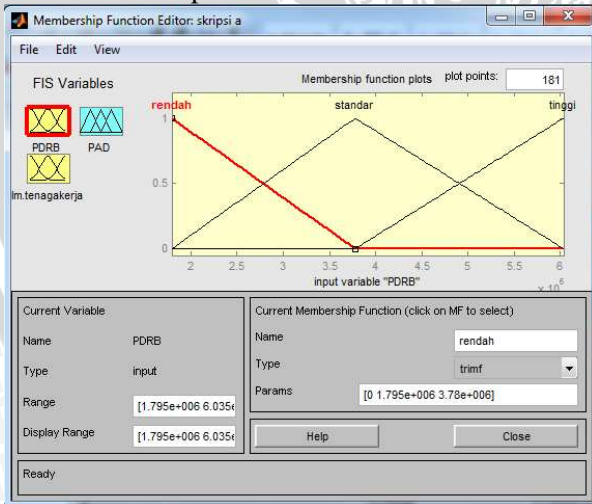 Membership Function Editor: skripsi a
File Edit View
FIS Variables
PDRB
PAD
lm.tenagakerja
Membership function plots
plot points:
181
rendah
standar
tinggi
1
0.5
0
2 2.5 3 3.5 4 4.5 5 5.5 6
input variable "PDRB"
x 10^6
Current Variable
Name PDRB
Type input
Range [1.795e+006 6.035e
Display Range [1.795e+006 6.035e
Current Membership Function (click on MF to select)
Name rendah
Type trimf
Params [0 1.795e+006 3.78e+006]
Help
Close
Ready